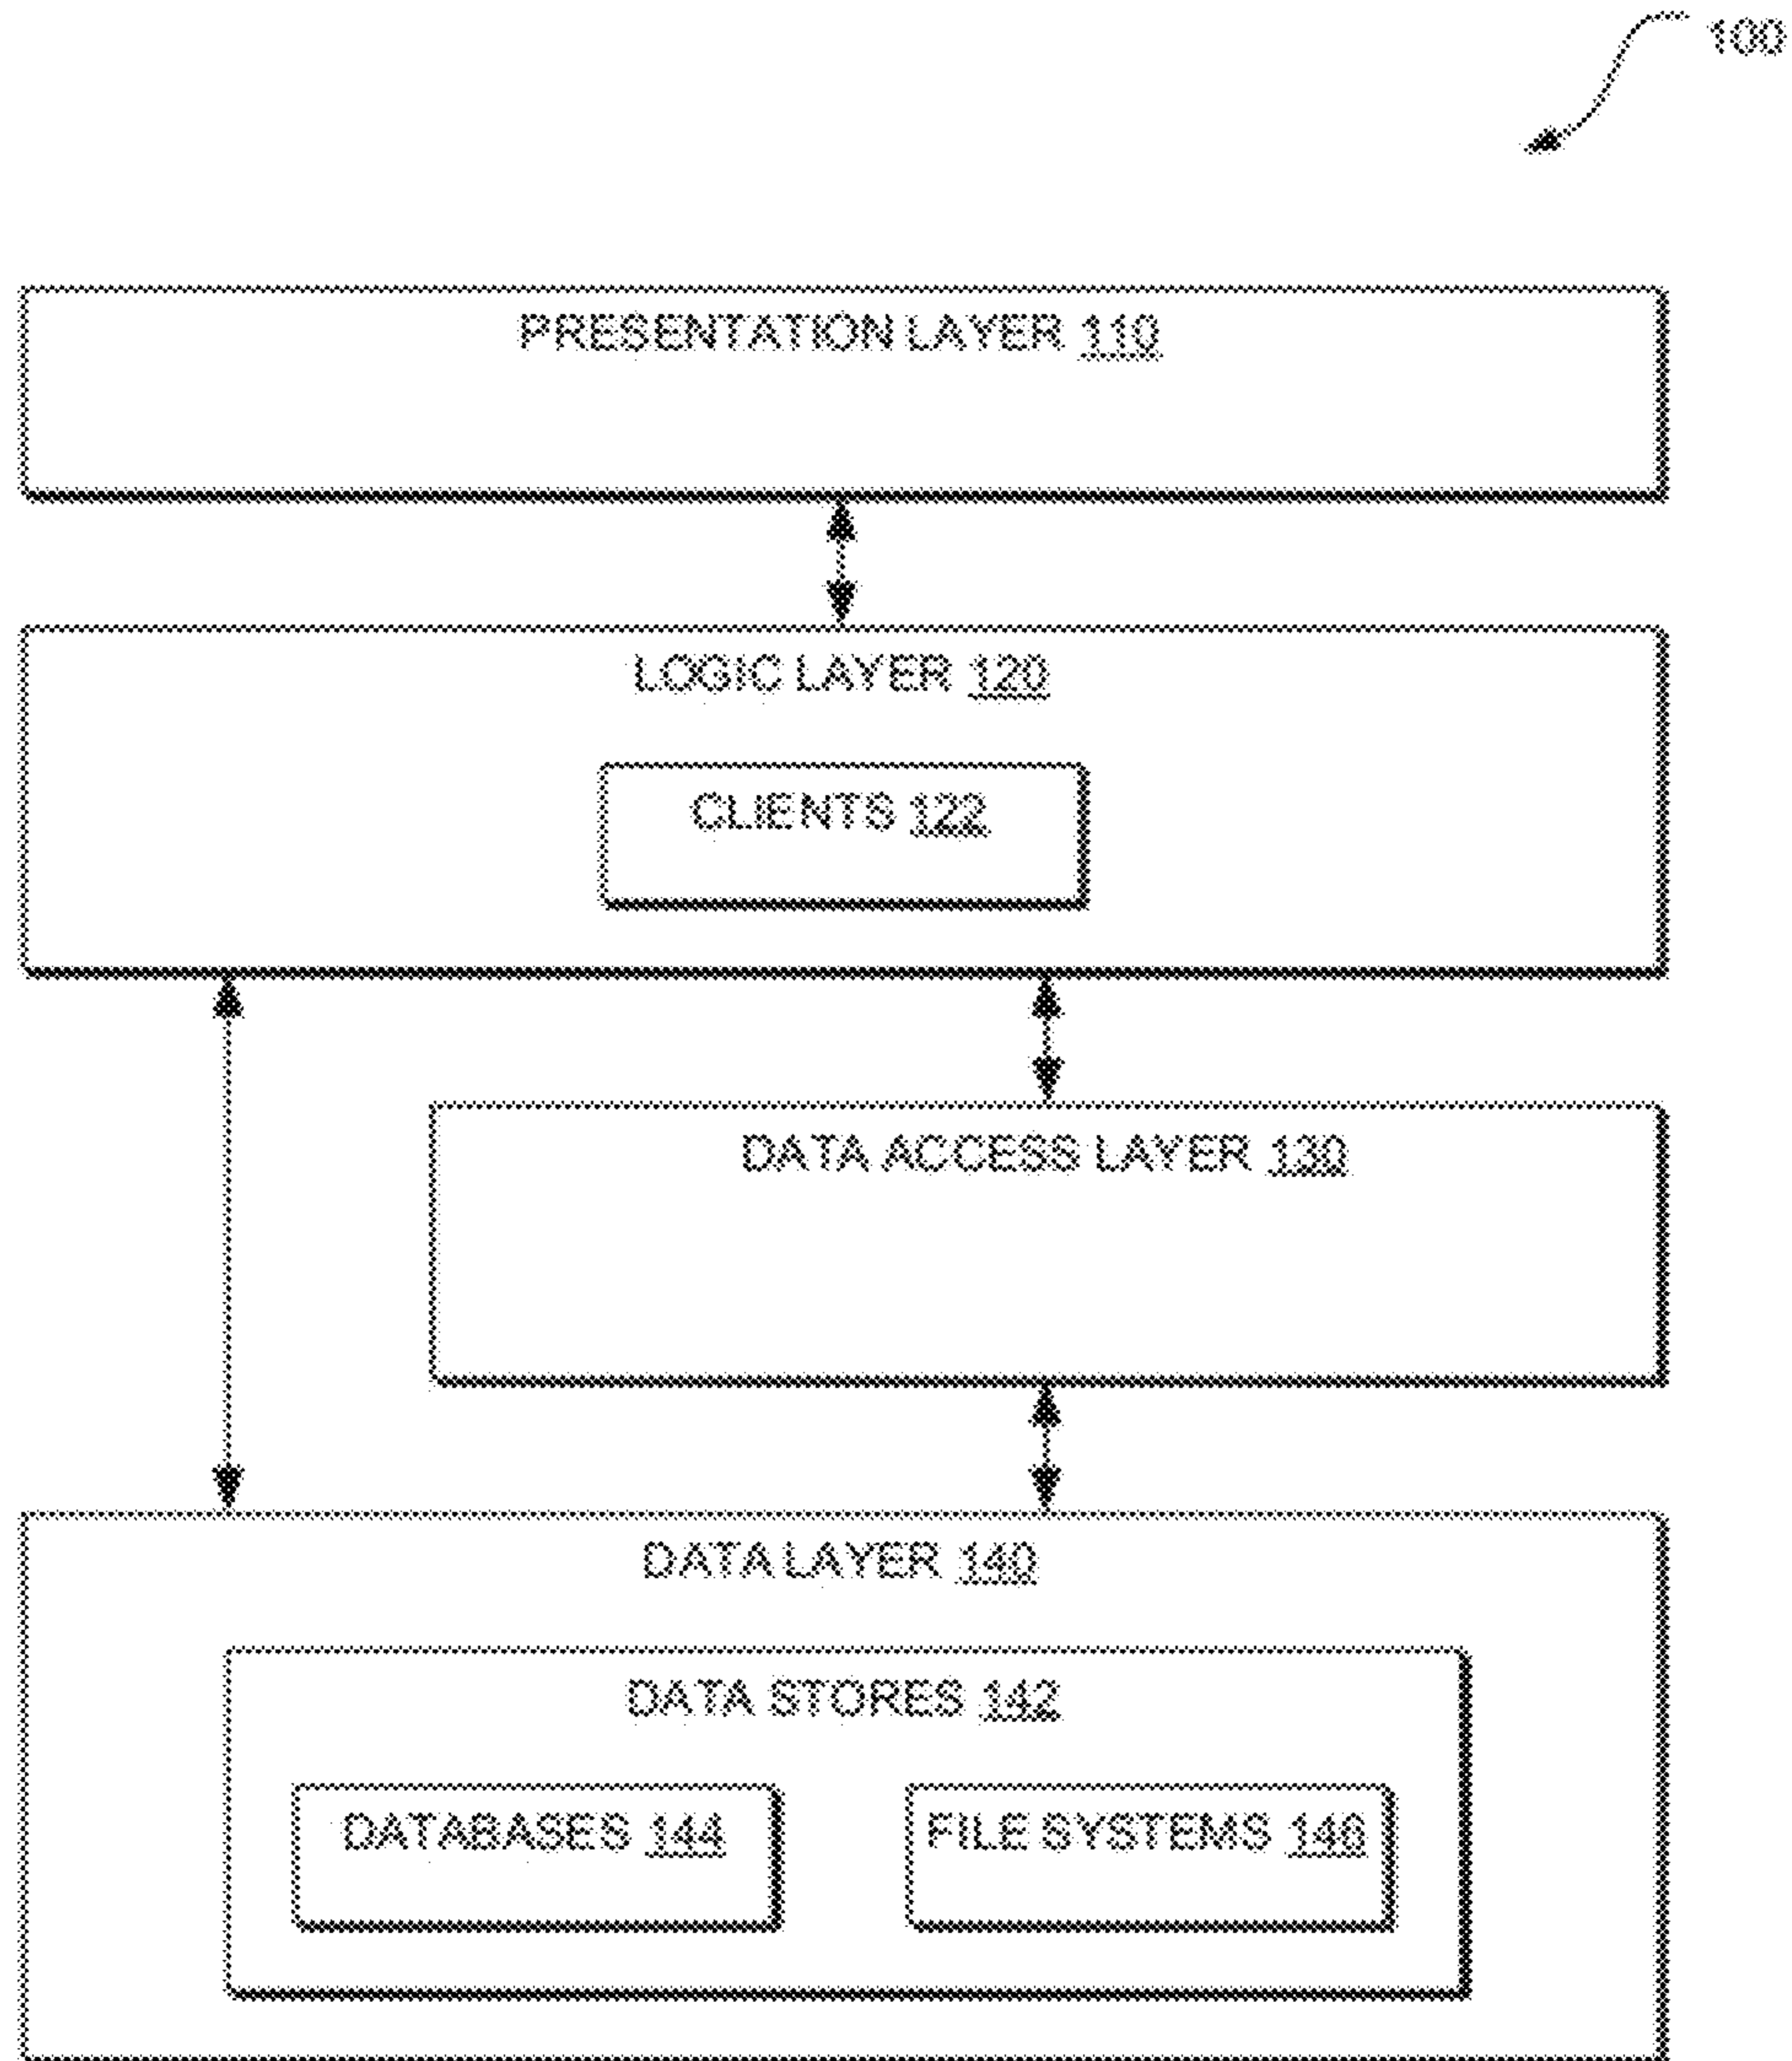 100
PRESENTATION LAYER 110
LOGIC LAYER 120
CLIENTS 122
DATA ACCESS LAYER 130
DATA LAYER 140
DATA STORES 142
DATABASES 144
FILE SYSTEMS 146